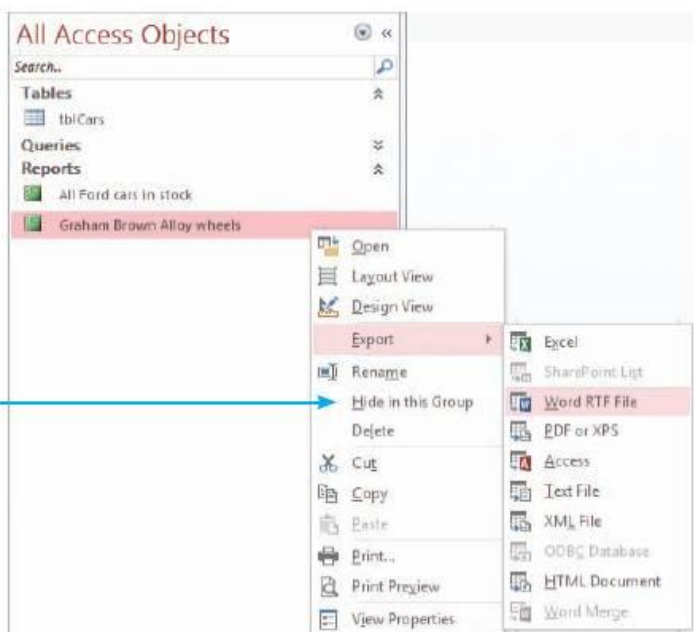 All Access Objects
Search..
Tables
tblCars
Queries
Reports
All Ford cars in stock
Graham Brown Alloy wheels
Open
Layout View
Design View
Export
Rename
Hide in this Group
Delete
Cut
Copy
Paste
Print...
Print Preview
View Properties
Excel
SharePoint List
Word RTF File
PDF or XPS
Access
Text File
XML File
ODBC Database
HTML Document
Word Merge